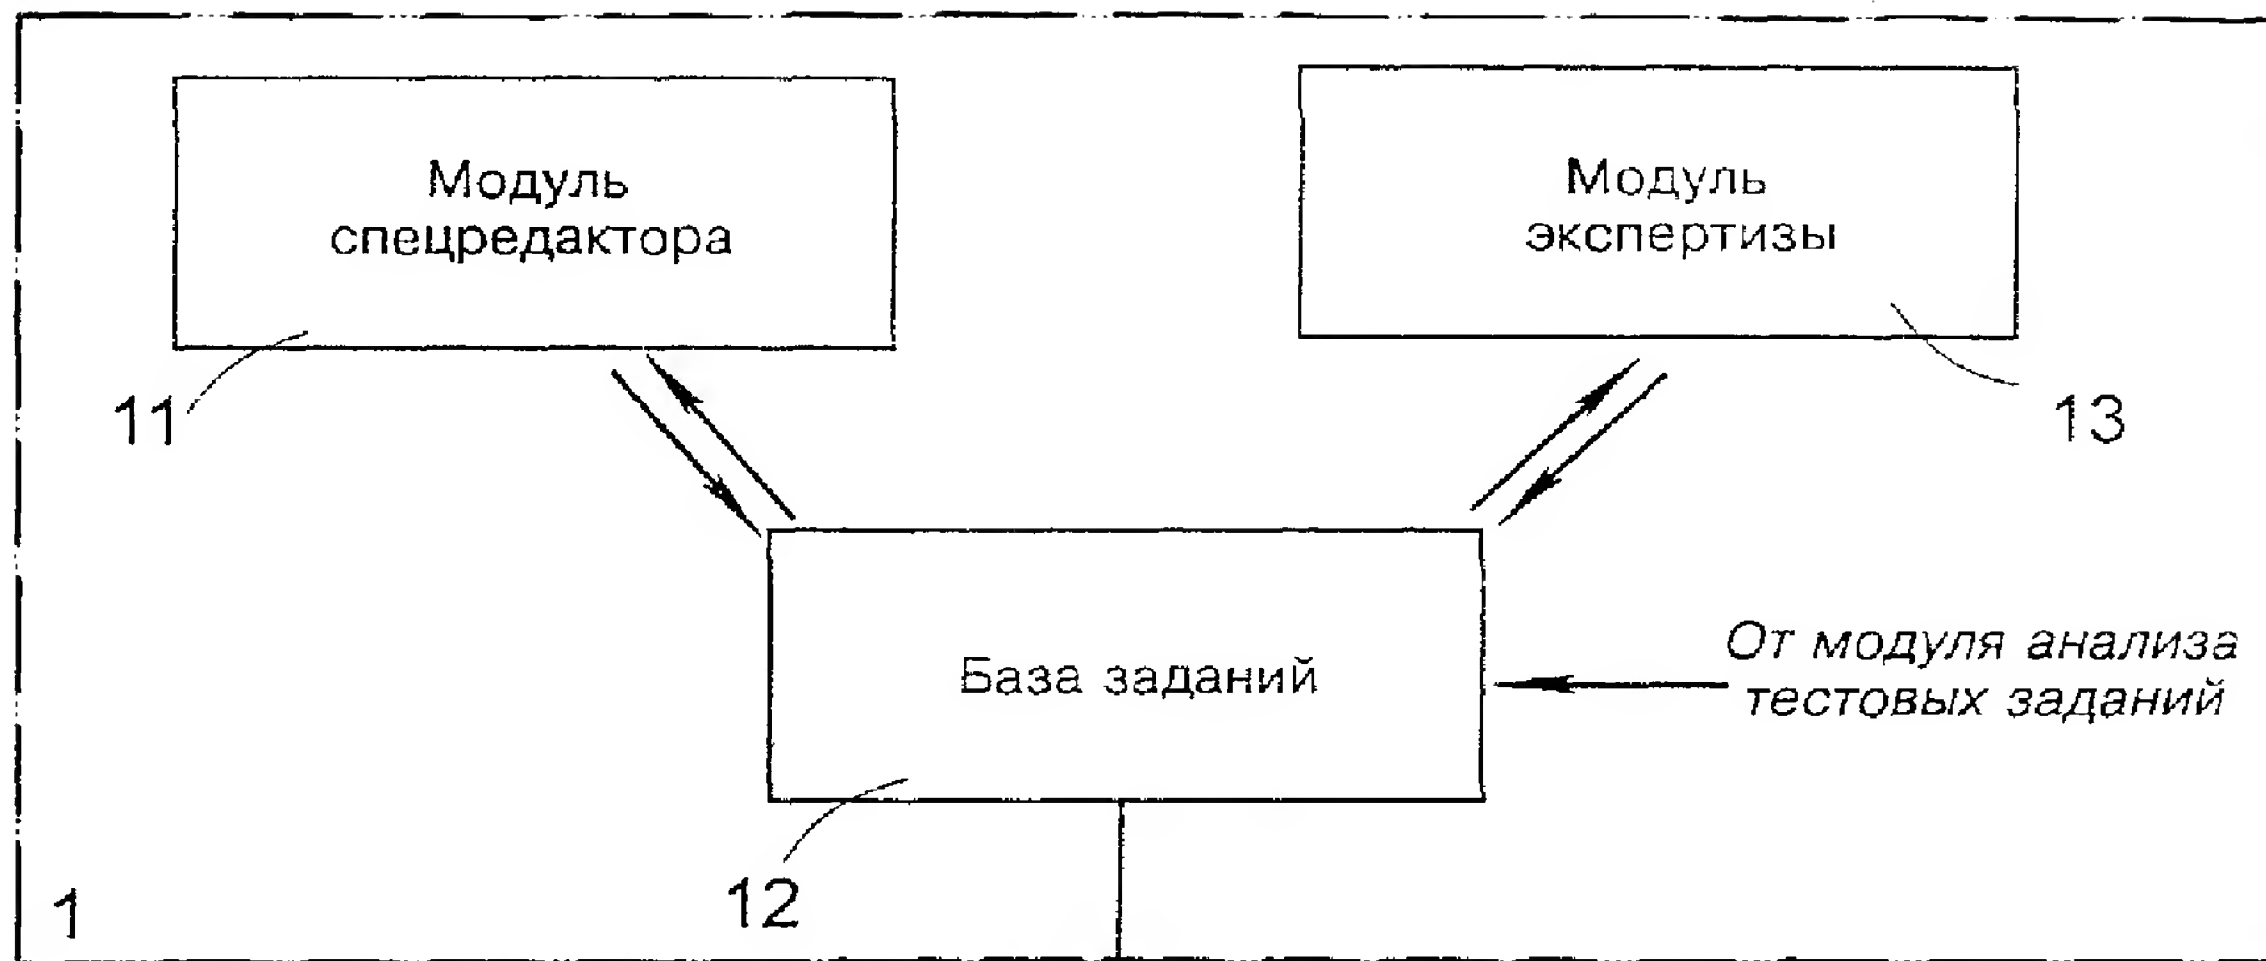 Модуль
спецредактора
Модуль
экспертизы
11
13
База заданий
От модуля анализа
тестовых заданий
12
1